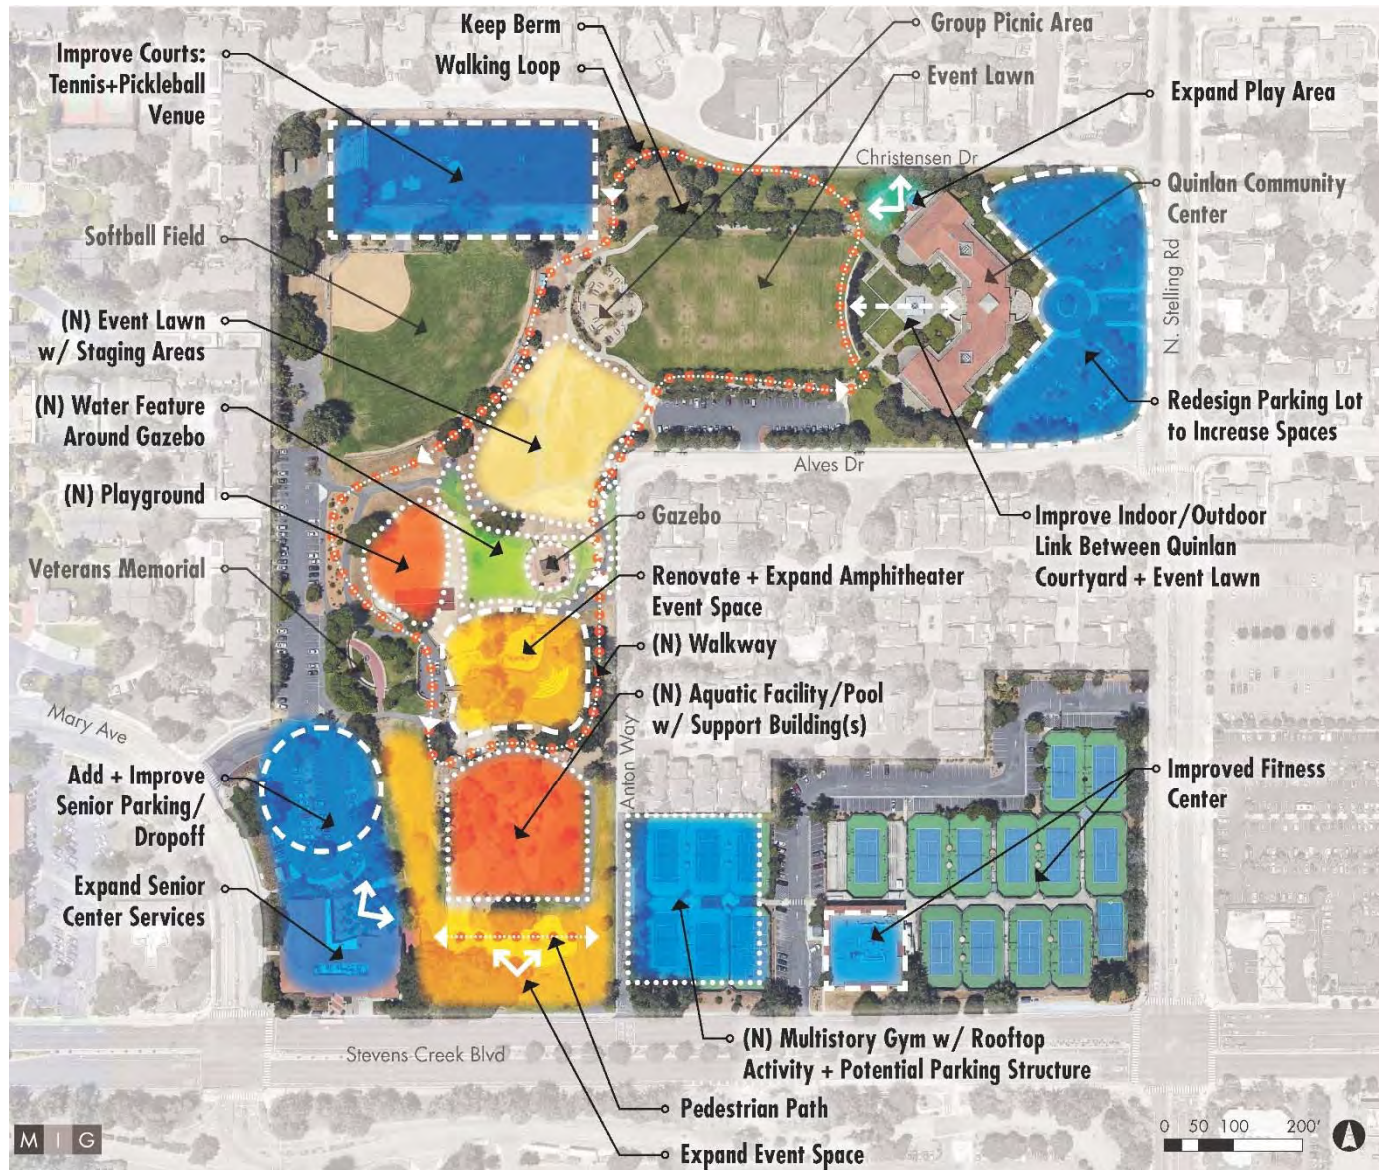 Improve Courts:
Tennis+Pickleball
Venue
Keep Berm
Walking Loop
Group Picnic Area
Event Lawn
Expand Play Area
Christensen Dr
Quinlan Community
Center
Softball Field
N. Stelling Rd
(N) Event Lawn
w/ Staging Areas
(N) Water Feature
Around Gazebo
Redesign Parking Lot
to Increase Spaces
Alves Dr
(N) Playground
Gazebo
Improve Indoor/Outdoor
Link Between Quinlan
Courtyard + Event Lawn
Veterans Memorial
Renovate + Expand Amphitheater
Event Space
(N) Walkway
(N) Aquatic Facility/Pool
w/ Support Building(s)
Mary Ave
Anton Way
Add + Improve
Senior Parking/
Dropoff
Improved Fitness
Center
Expand Senior
Center Services
Stevens Creek Blvd
(N) Multistory Gym w/ Rooftop
Activity + Potential Parking Structure
Pedestrian Path
Expand Event Space
M I G
0 50 100 200'